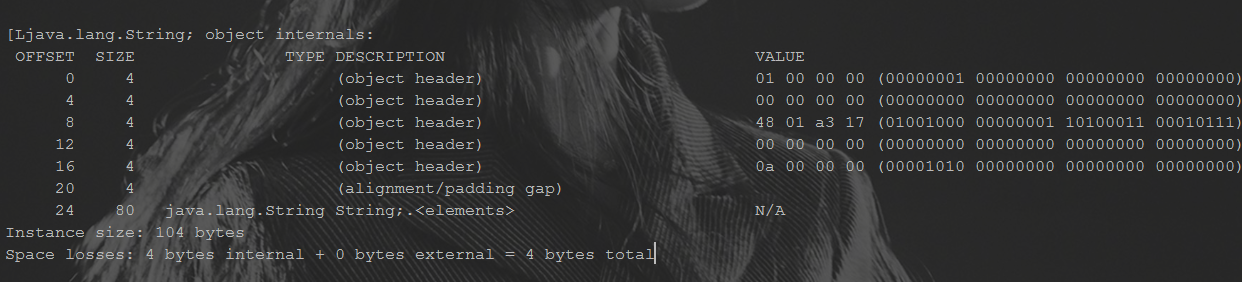 [Ljava.lang.String; object internals:
OFFSET SIZE TYPE DESCRIPTION VALUE
0 4 (object header) 01 00 00 00 (00000001 00000000 00000000 00000000)
4 4 (object header) 00 00 00 00 (00000000 00000000 00000000 00000000)
8 4 (object header) 48 01 a3 17 (01001000 00000001 10100011 00010111)
12 4 (object header) 00 00 00 00 (00000000 00000000 00000000 00000000)
16 4 (object header) 0a 00 00 00 (00001010 00000000 00000000 00000000)
20 4 (alignment/padding gap)
24 80 java.lang.String String;.<elements> N/A
Instance size: 104 bytes
Space losses: 4 bytes internal + 0 bytes external = 4 bytes total